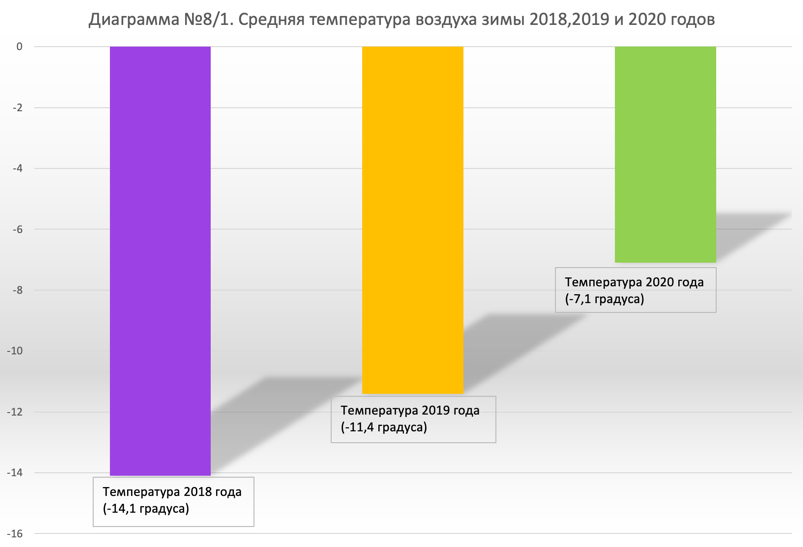 Диаграмма №8/1. Средняя температура воздуха зимы 2018,2019 и 2020 годов
0
-2
-4
-6
-8
-10
-12
-14
-16
Температура 2020 года
(-7,1 градуса)
Температура 2019 года
(-11,4 градуса)
Температура 2018 года
(-14,1 градуса)